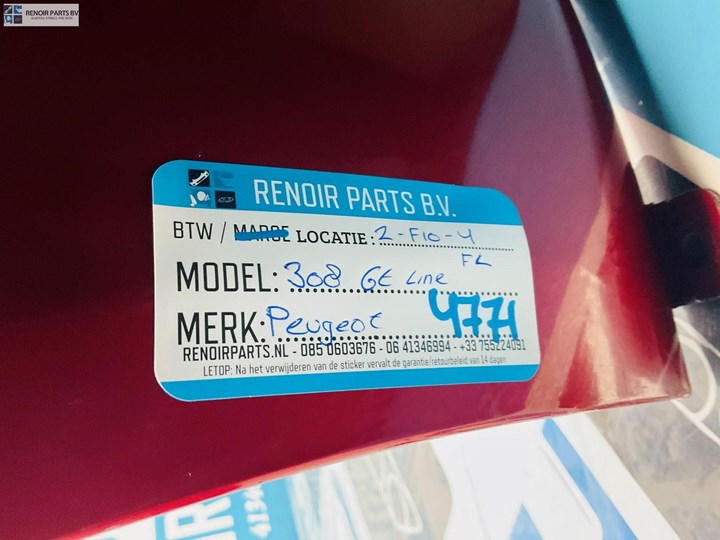 RENOIR PARTS BV
RENOIR PARTS B.V.
BTW / MARGE LOCATIE: 2-F10-4
FL
MODEL: 308 Gt Line
MERK: Peugeot 4771
RENOIRPARTS.NL - 085 0603676 - 06 41346994 - +33 755224091
LETOP: Na het verwijderen van de sticker vervalt de garantie/retourbeleid van 14 dagen